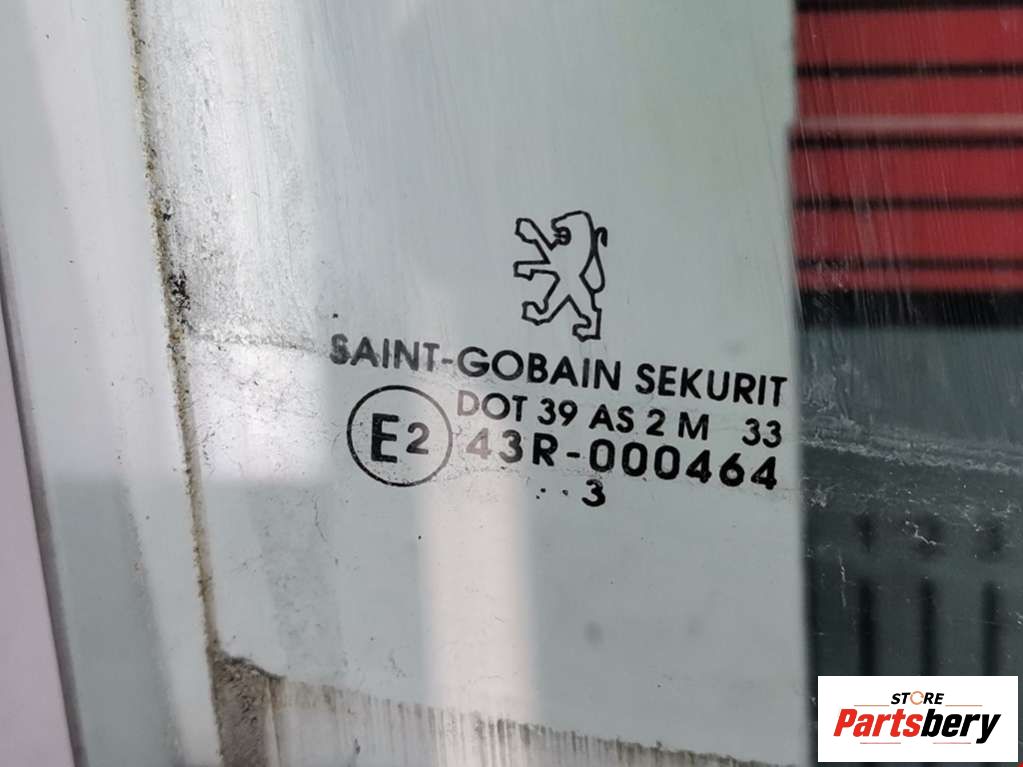 SAINT-GOBAIN SEKURIT
DOT 39 AS 2 M 33
E2 43R-000464
. . 3
STORE
Partsbery